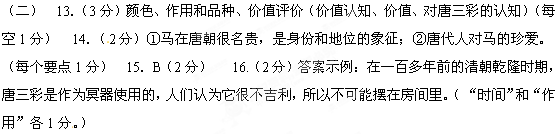 （二） 13.（3分）颜色、作用和品种、价值评价（价值认知、价值、对唐三彩的认知）（每
空1分） 14.（2分）①马在唐朝很名贵，是身份和地位的象征；②唐代人对马的珍爱。
（每个要点1分） 15. B（2分） 16.（2分）答案示例：在一百多年前的清朝乾隆时期，
唐三彩是作为冥器使用的，人们认为它很不吉利，所以不可能摆在房间里。（“时间”和“作
用”各1分。）